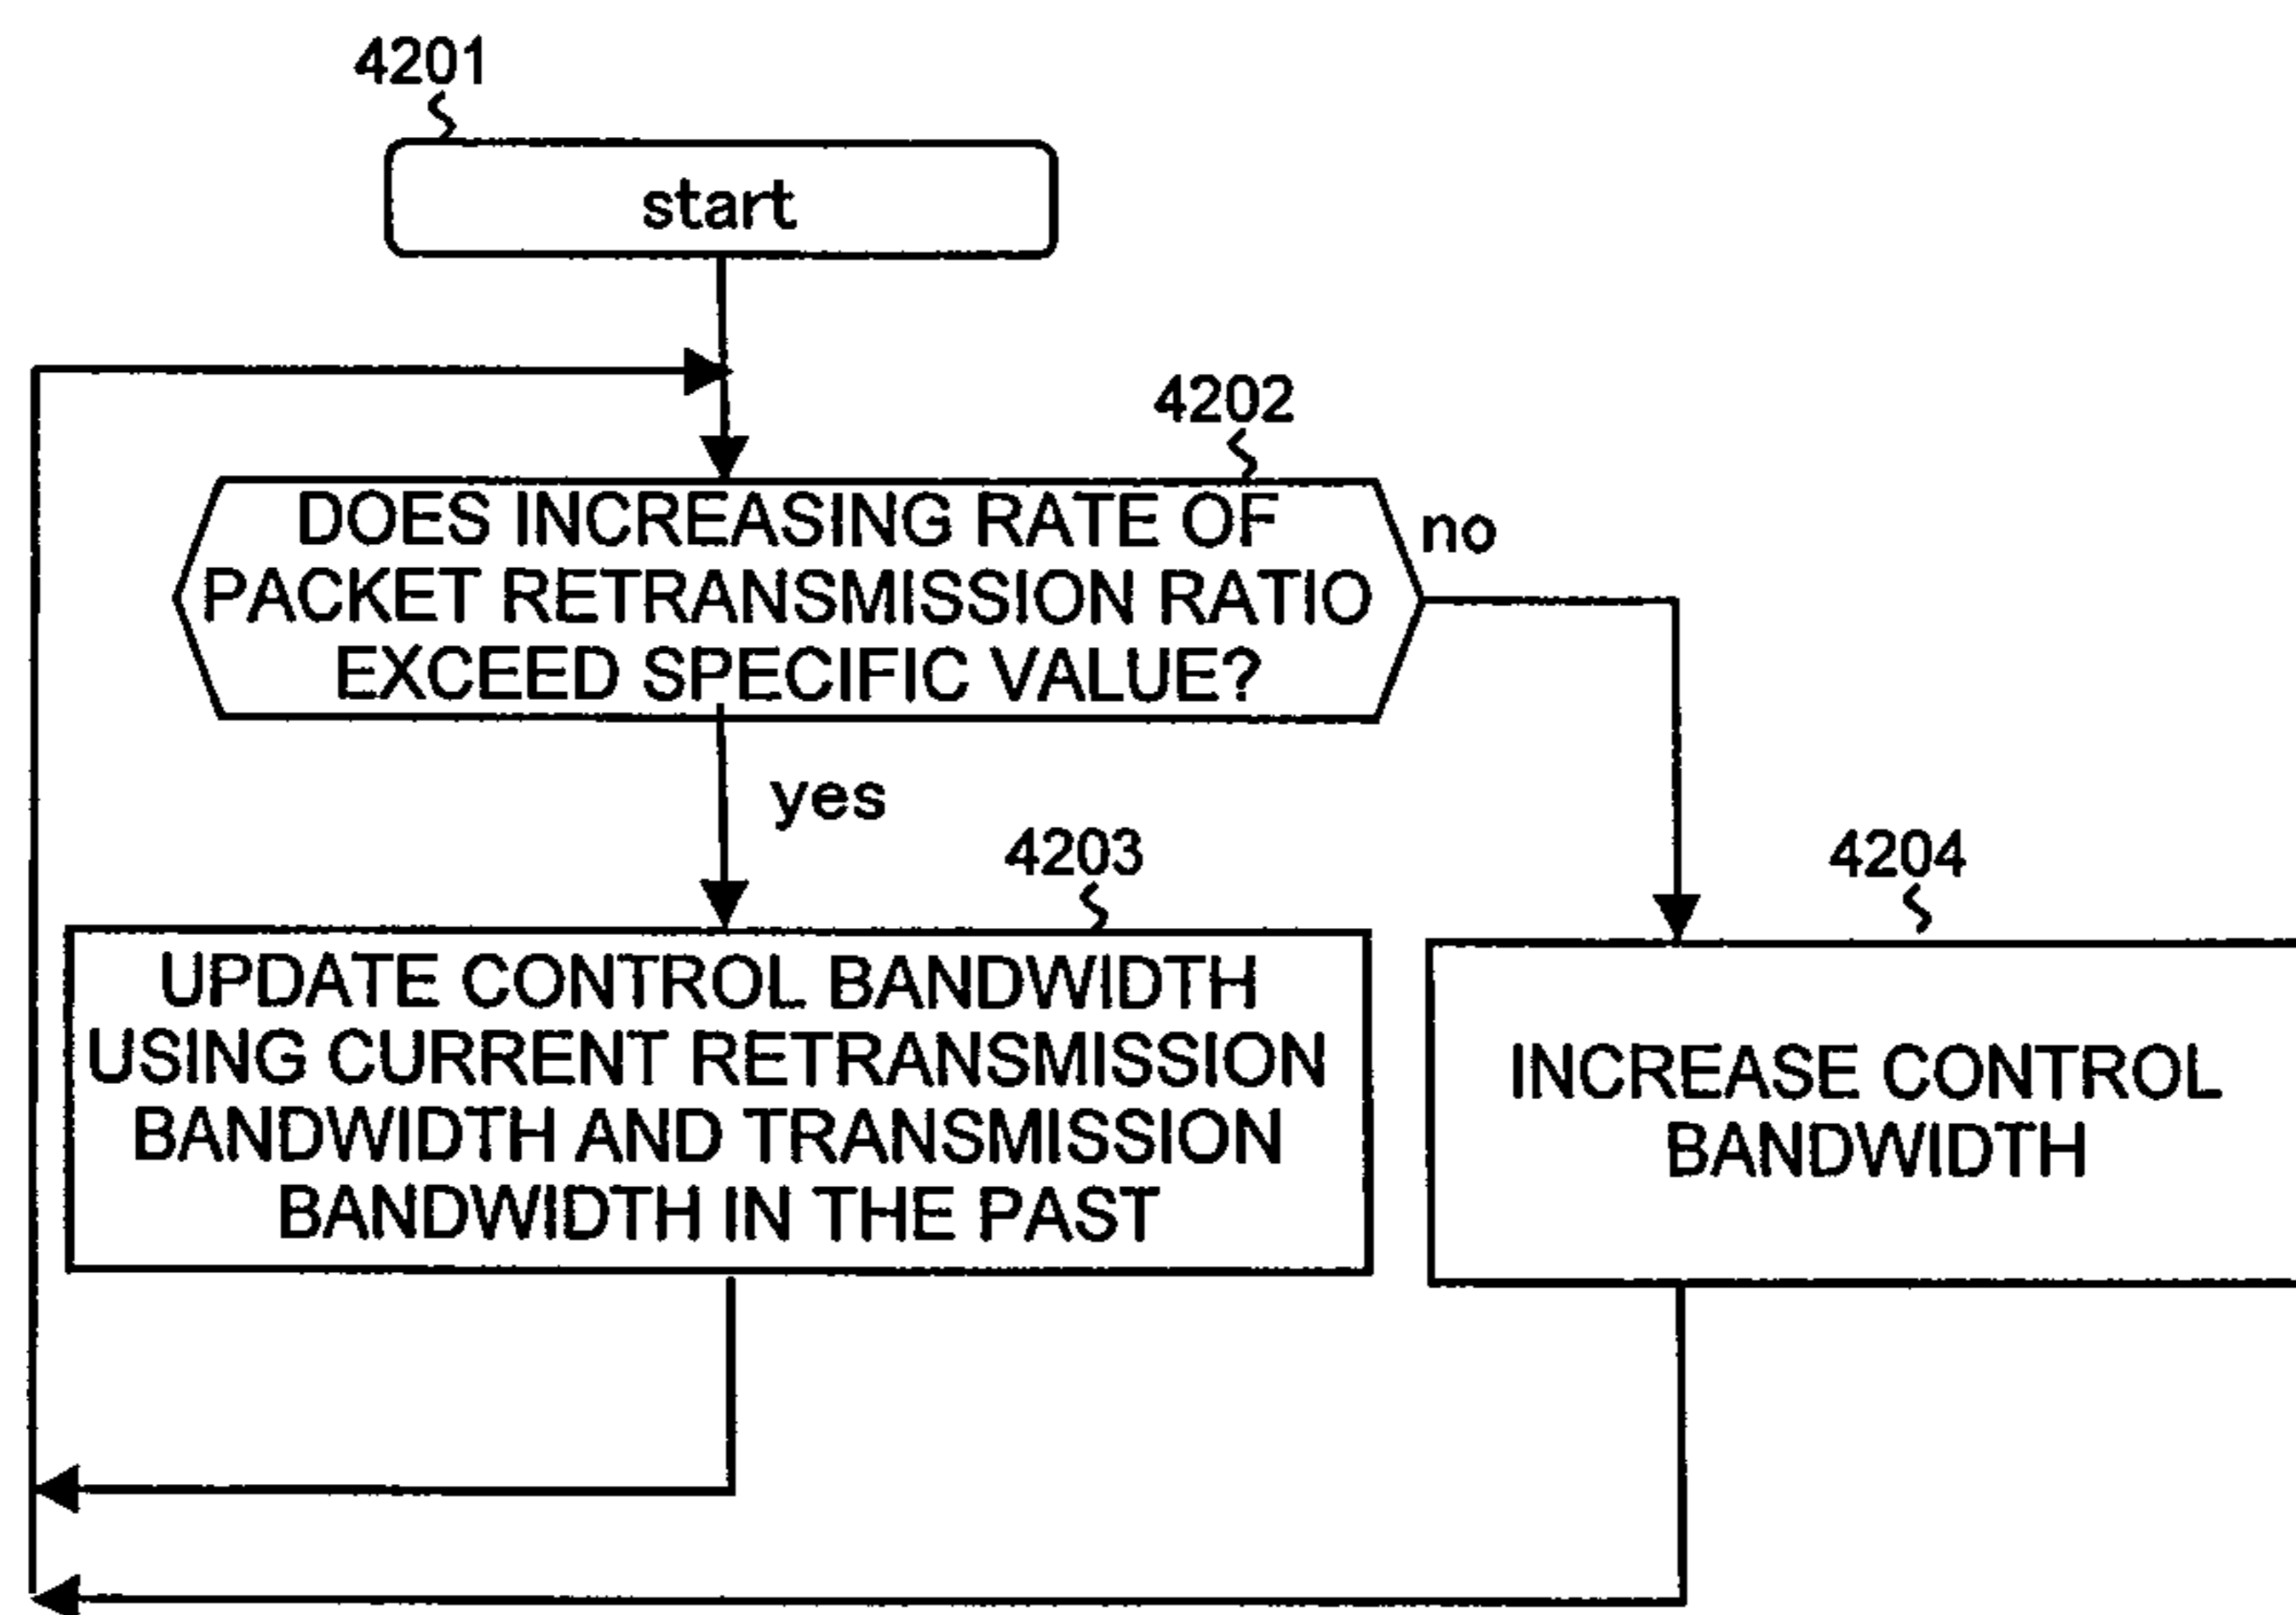 4201
start
4202
DOES INCREASING RATE OF
PACKET RETRANSMISSION RATIO
EXCEED SPECIFIC VALUE?
no
yes
4203
UPDATE CONTROL BANDWIDTH
USING CURRENT RETRANSMISSION
BANDWIDTH AND TRANSMISSION
BANDWIDTH IN THE PAST
4204
INCREASE CONTROL
BANDWIDTH